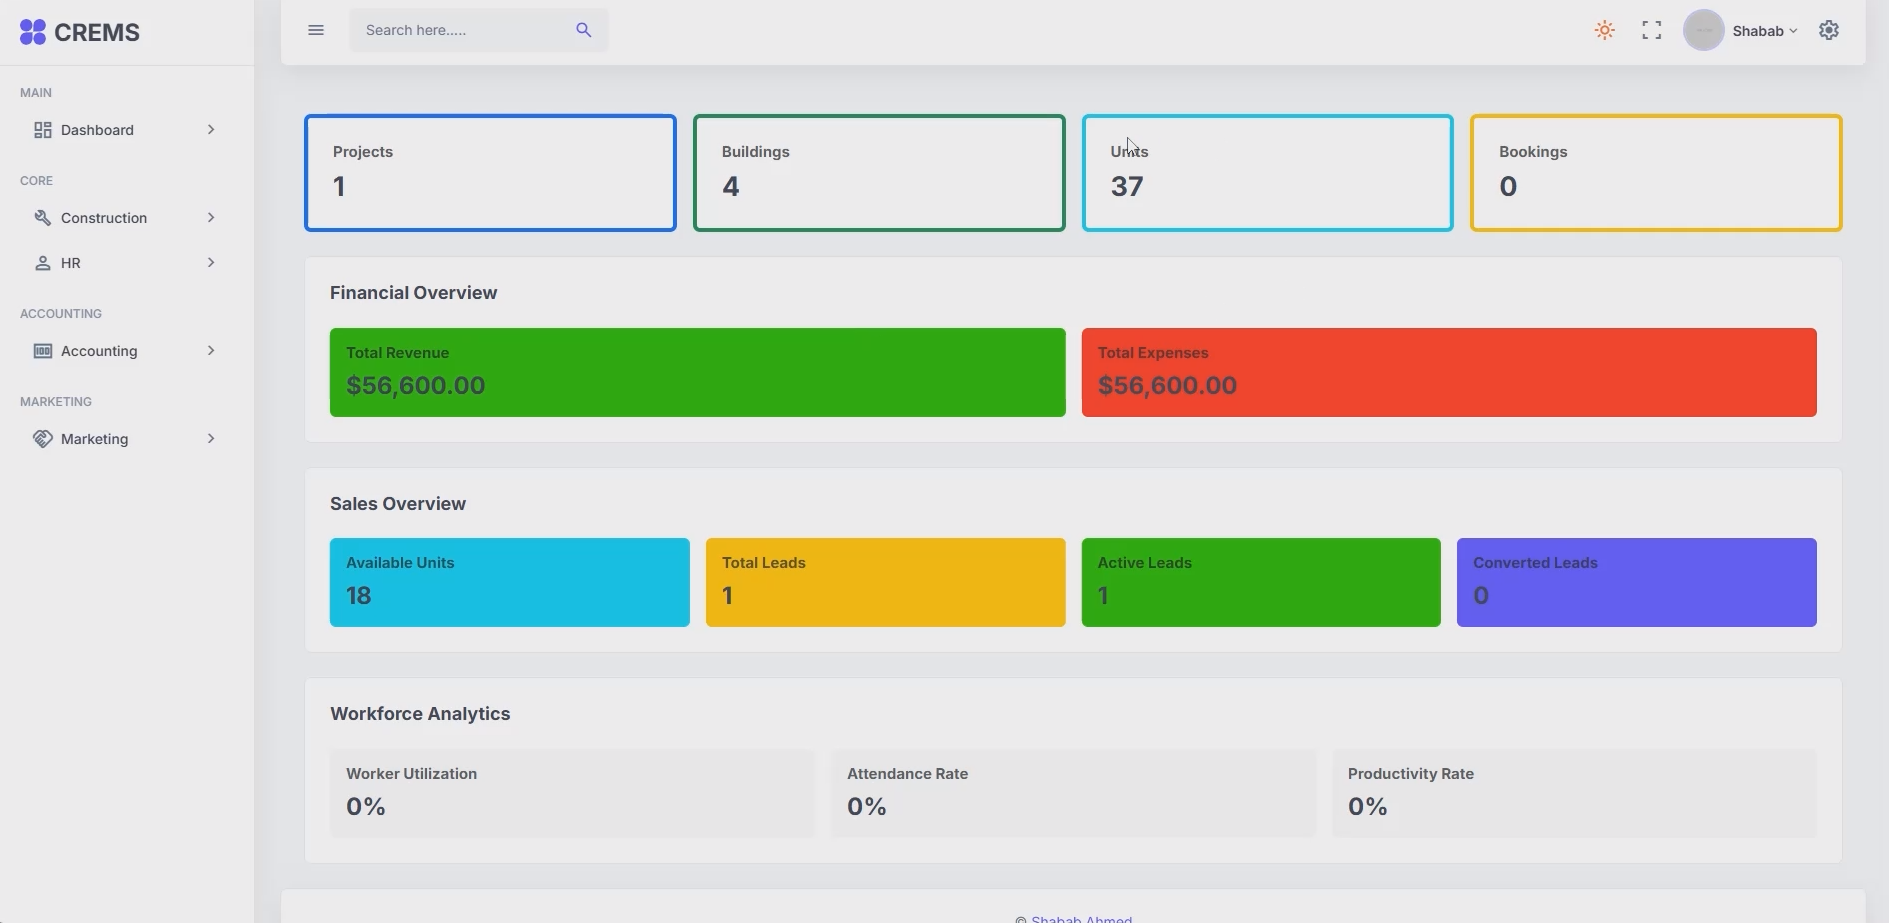 CREMS
Search here.....
Shabab
MAIN
Dashboard
CORE
Construction
HR
ACCOUNTING
Accounting
MARKETING
Marketing
Projects
1
Buildings
4
Units
37
Bookings
0
Financial Overview
Total Revenue
$56,600.00
Total Expenses
$56,600.00
Sales Overview
Available Units
18
Total Leads
1
Active Leads
1
Converted Leads
0
Workforce Analytics
Worker Utilization
0%
Attendance Rate
0%
Productivity Rate
0%
© Shabab Ahmed